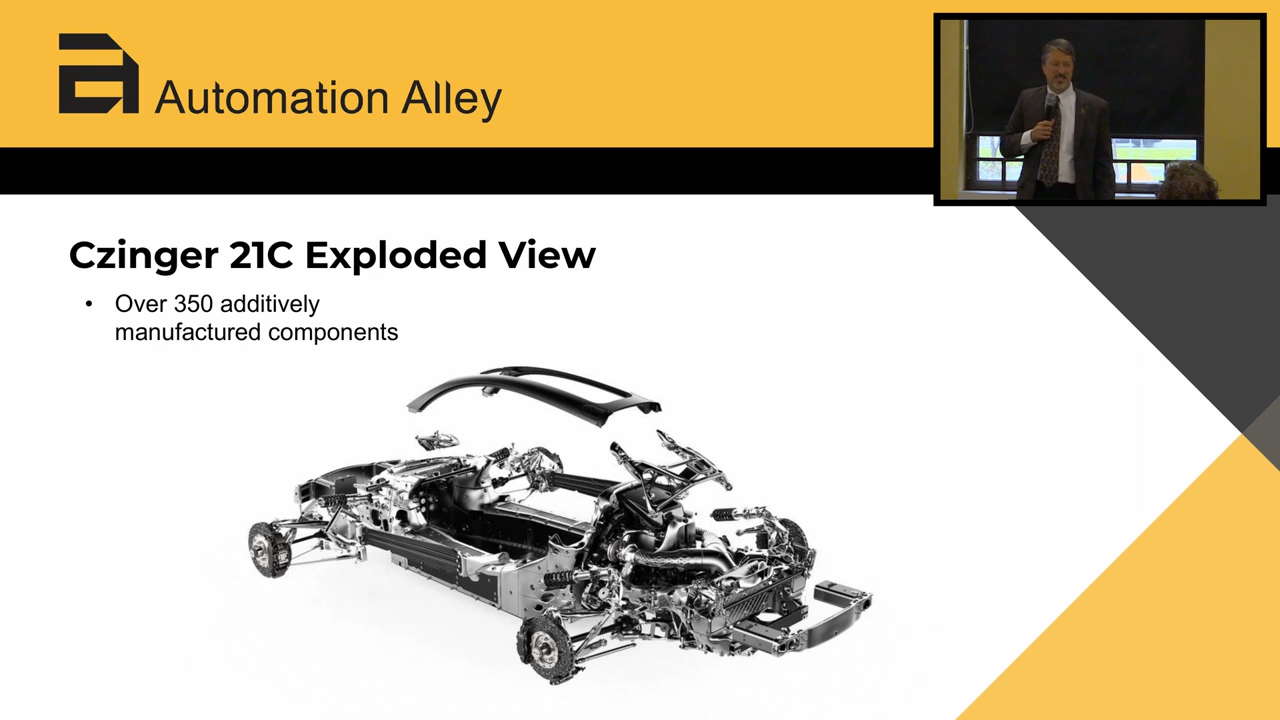 Automation Alley
Czinger 21C Exploded View
• Over 350 additively
manufactured components